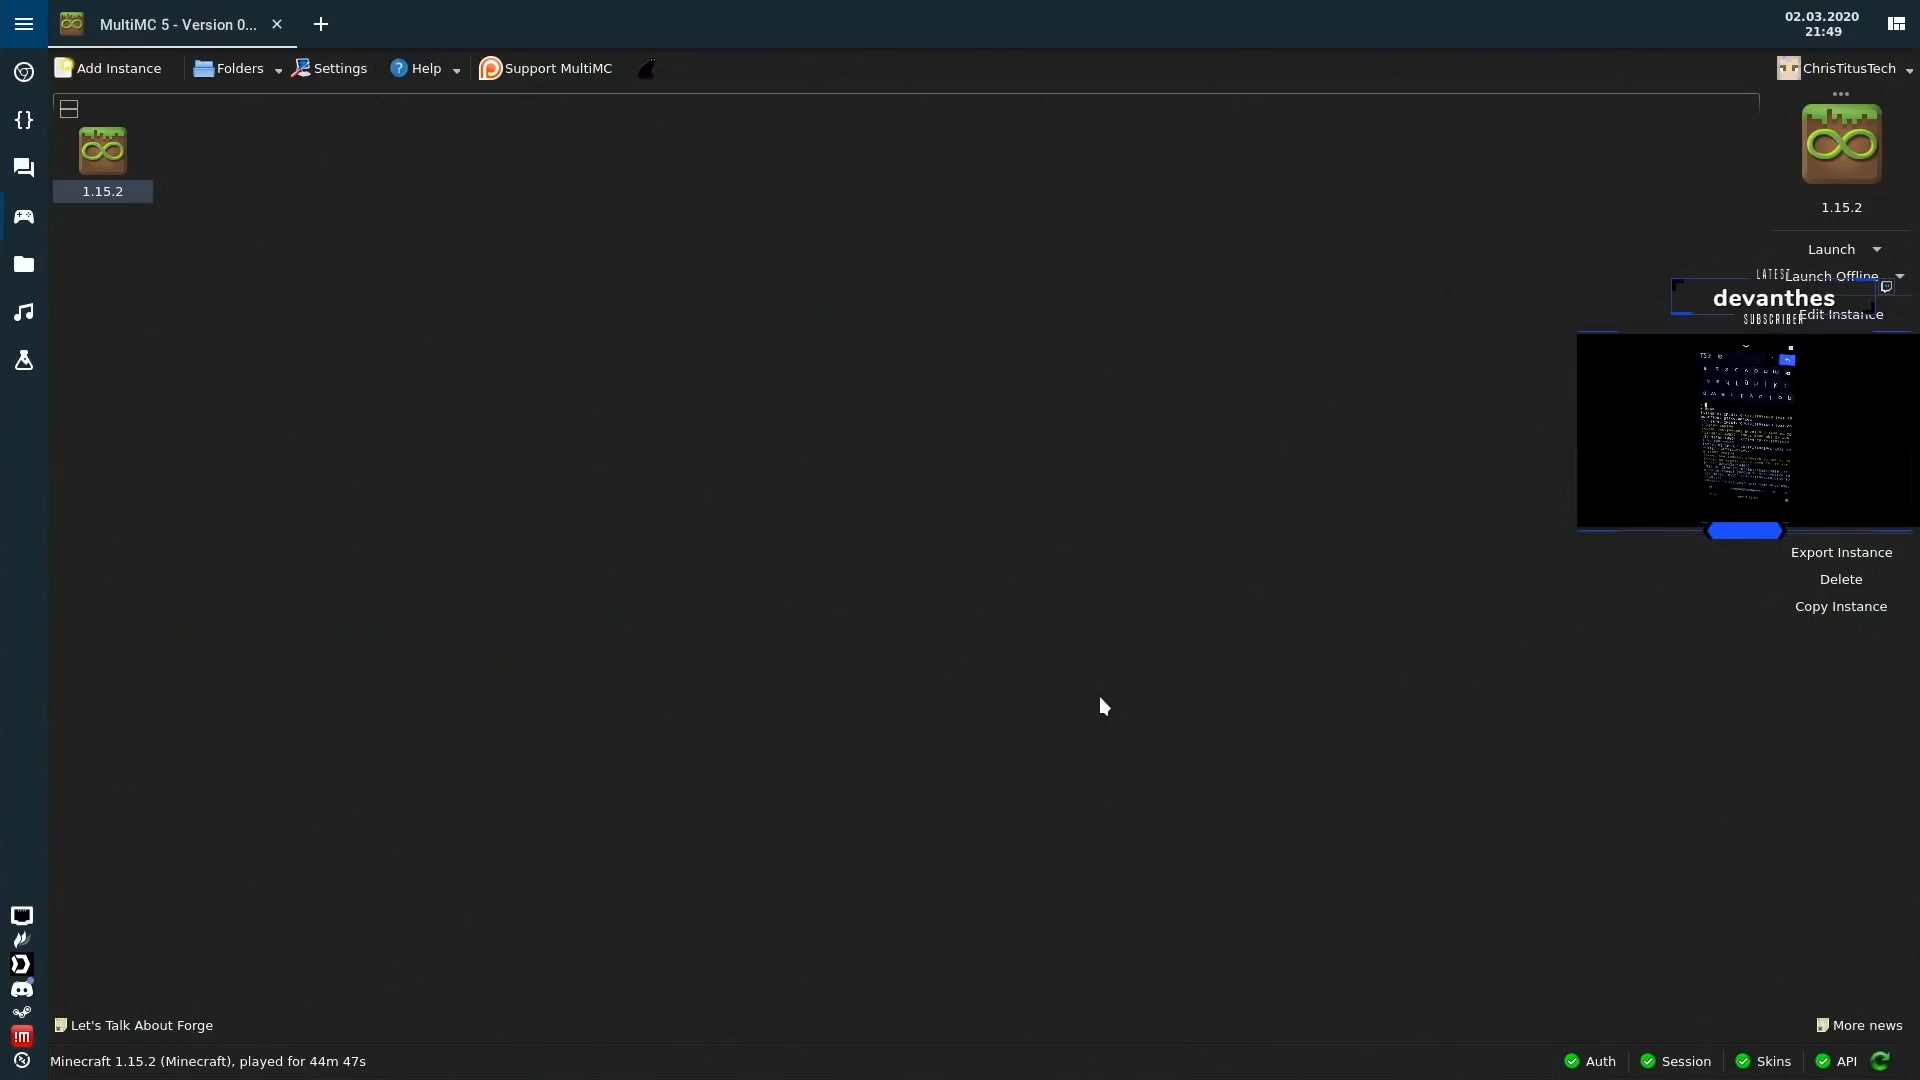 MultiMC 5 - Version 0...
02.03.2020
21:49
Add Instance
Folders
Settings
Help
Support MultiMC
ChrisTitusTech
1.15.2
1.15.2
Launch
Launch Offline
LATEST
devanthes
SUBSCRIBER
Edit Instance
Export Instance
Delete
Copy Instance
Let's Talk About Forge
More news
Minecraft 1.15.2 (Minecraft), played for 44m 47s
Auth
Session
Skins
API